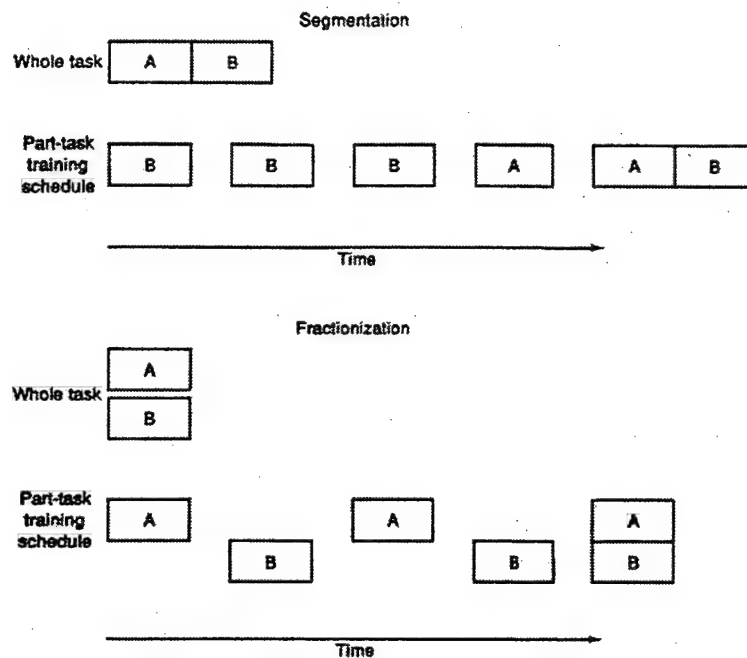 Segmentation
Whole task
A B
Part-task
training
schedule
B B B A A B
Time
Fractionization
A
Whole task
B
Part-task
training
schedule
A A A
B B B
Time